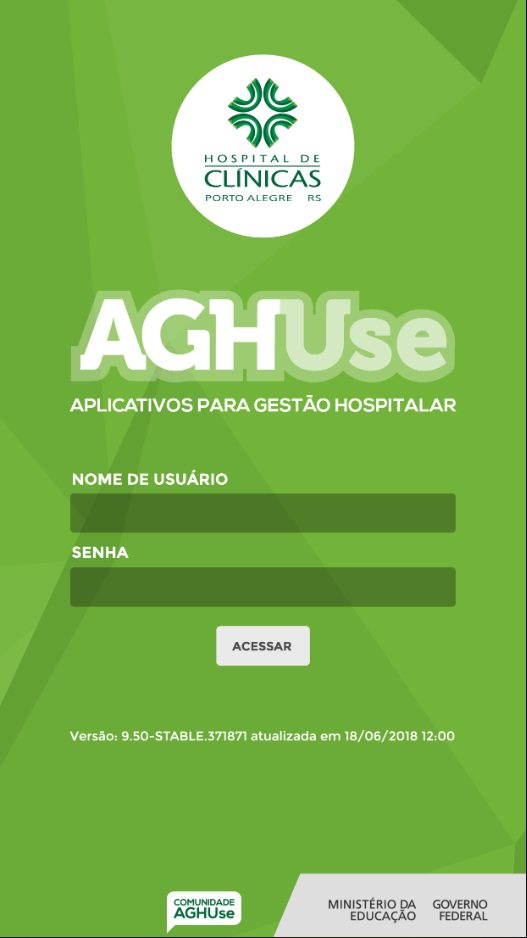 HOSPITAL DE
CLÍNICAS
PORTO ALEGRE RS
AGHUse
APLICATIVOS PARA GESTÃO HOSPITALAR
NOME DE USUÁRIO
SENHA
ACESSAR
Versão: 9.50-STABLE.371871 atualizada em 18/06/2018 12:00
COMUNIDADE
AGHUse
MINISTÉRIO DA
EDUCAÇÃO
GOVERNO
FEDERAL